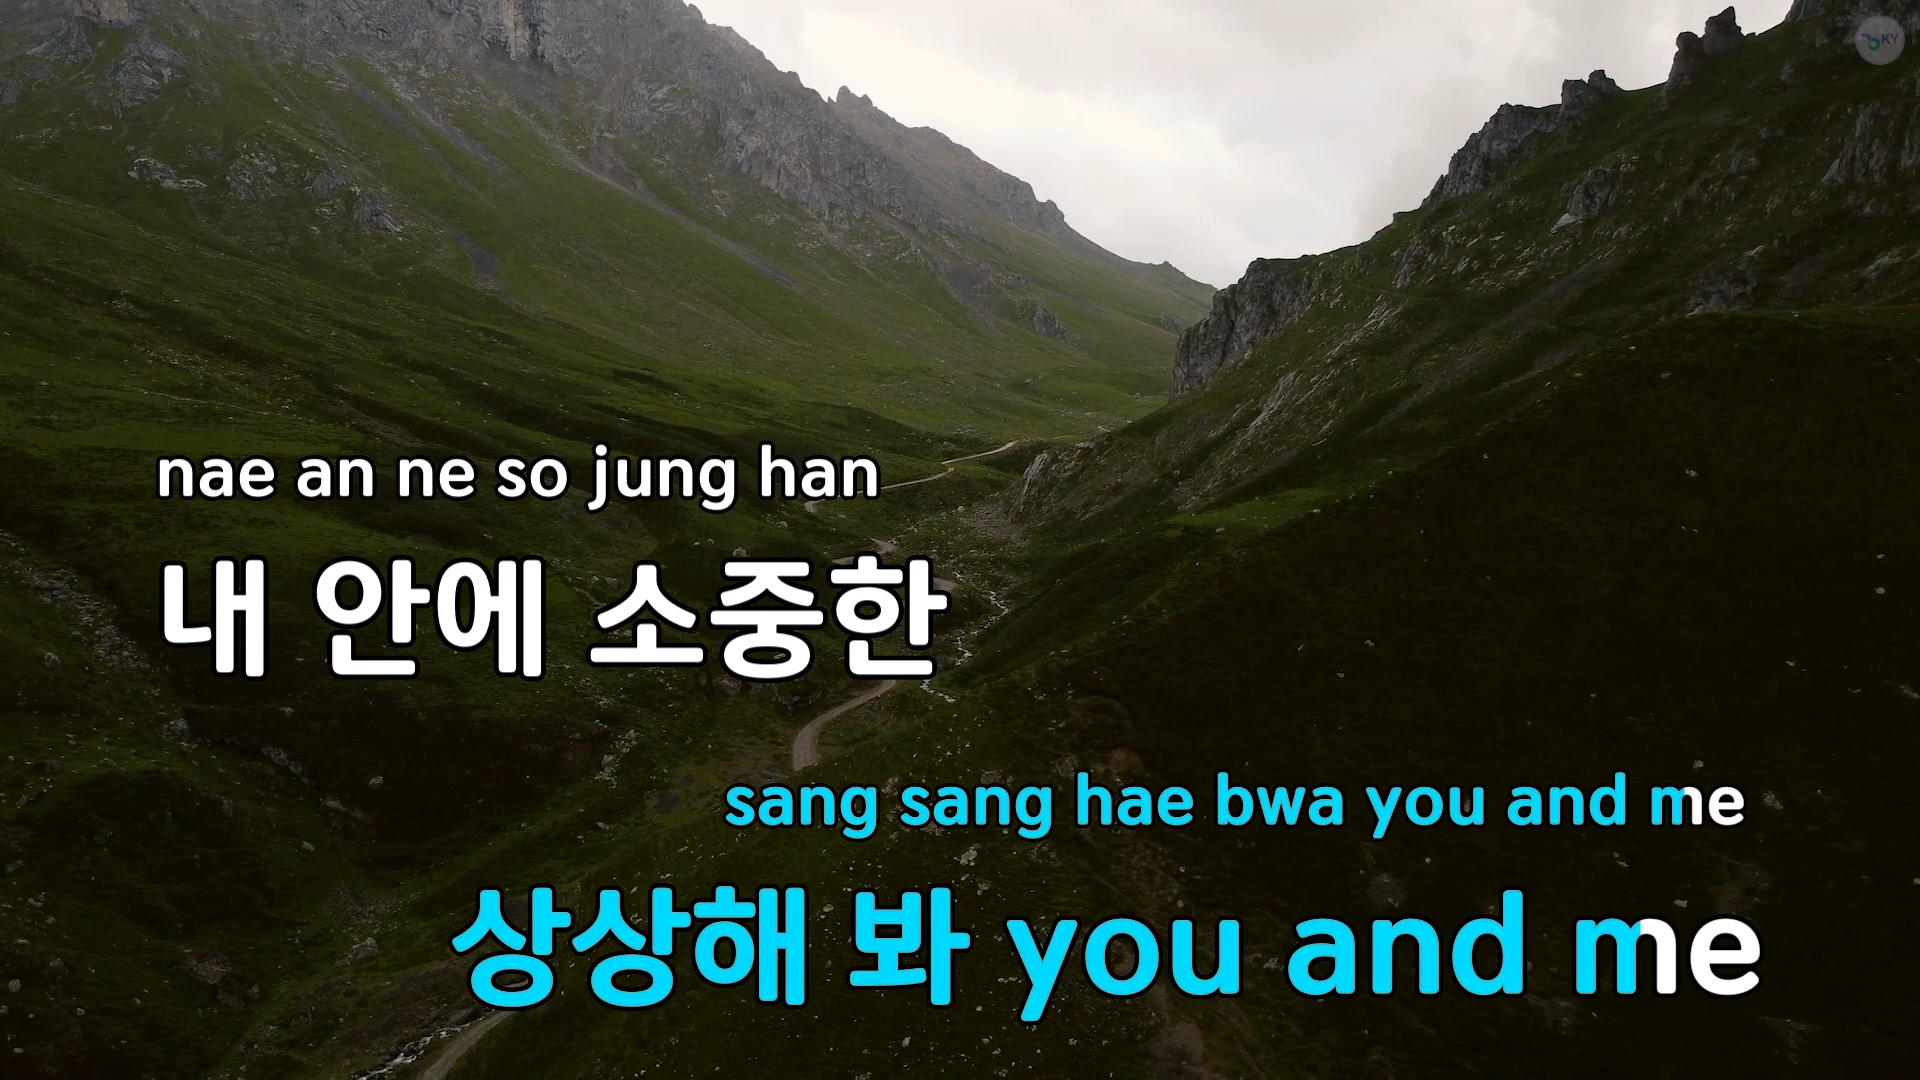 KY
nae an ne so jung han
내 안에 소중한
sang sang hae bwa you and me
상상해 봐 you and me